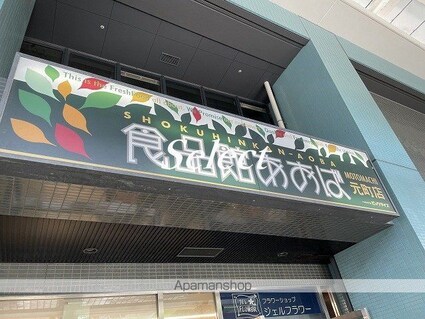 This is the Fresh
SHOKUHINKAN-AOBA
食品館あおば
Select
MOTOMACHI
元町店
フラワーショップ
ジェルフラワー
Apamanshop